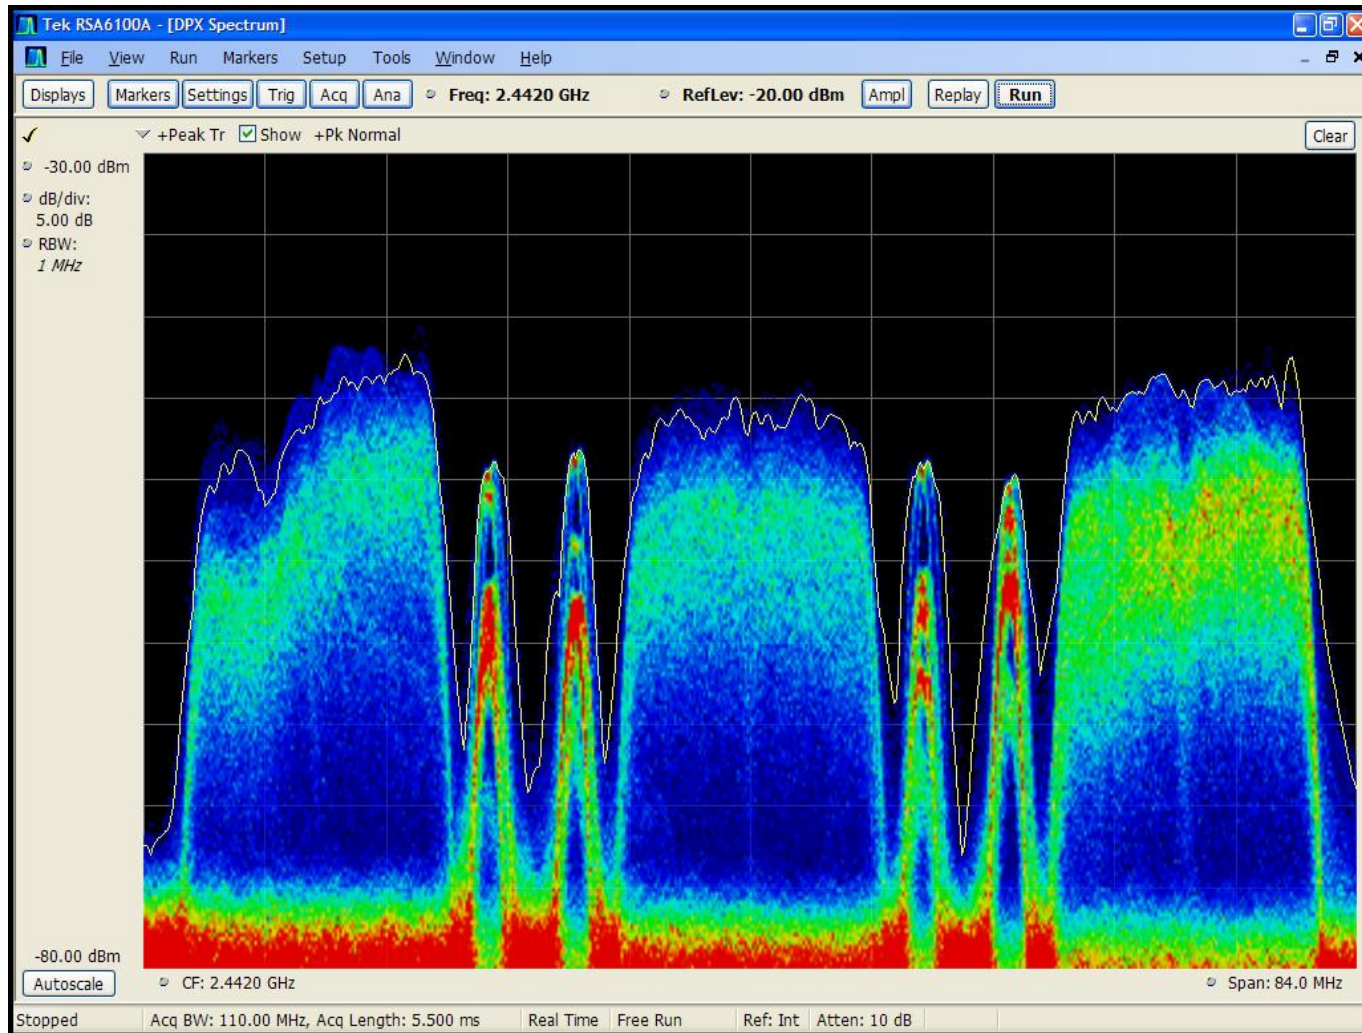 Tek RSA6100A - [DPX Spectrum]
File View Run Markers Setup Tools Window Help
Displays Markers Settings Trig Acq Ana Freq: 2.4420 GHz RefLev: -20.00 dBm Ampl Replay Run
+Peak Tr Show +Pk Normal Clear
-30.00 dBm
dB/div:
5.00 dB
RBW:
1 MHz
-80.00 dBm
Autoscale CF: 2.4420 GHz Span: 84.0 MHz
Stopped Acq BW: 110.00 MHz, Acq Length: 5.500 ms Real Time Free Run Ref: Int Atten: 10 dB